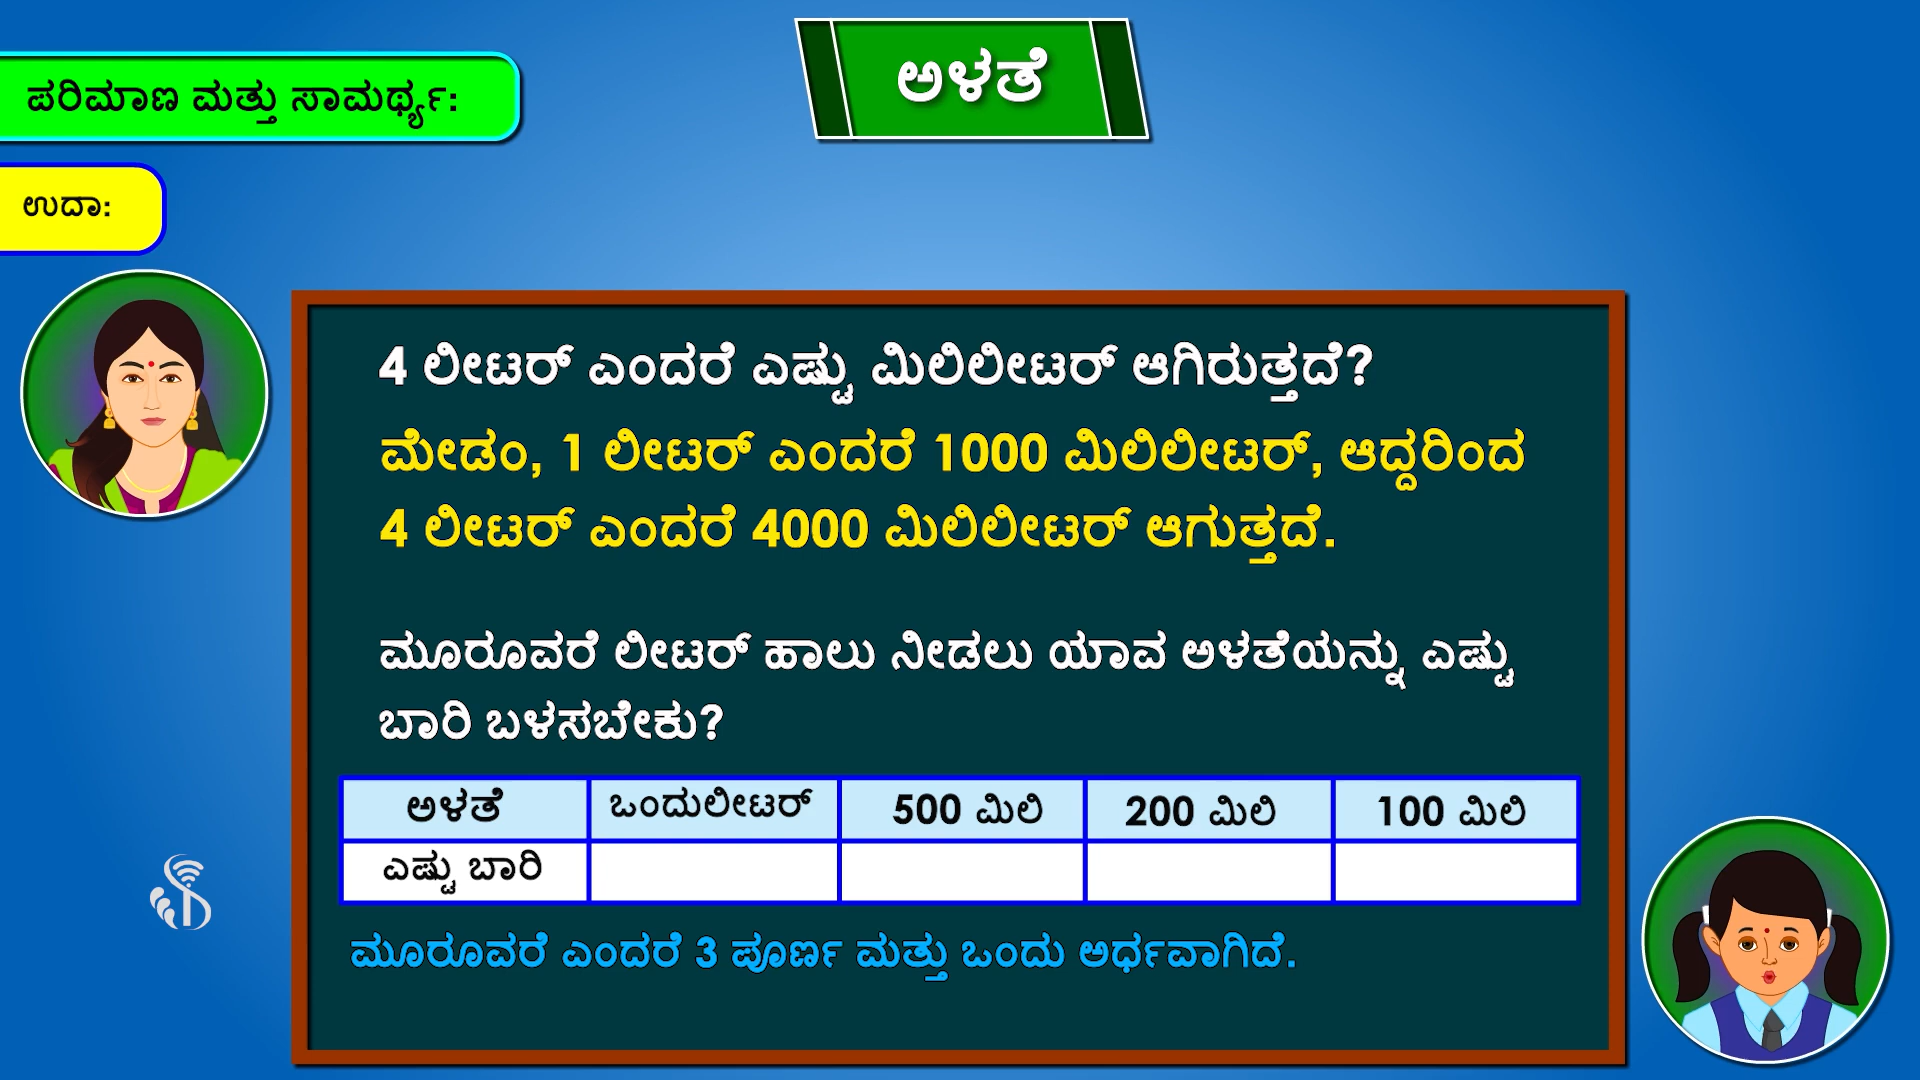 ಅಳತೆ
ಪರಿಮಾಣ ಮತ್ತು ಸಾಮರ್ಥ್ಯ:
ಉದಾ:
4 ಲೀಟರ್ ಎಂದರೆ ಎಷ್ಟು ಮಿಲಿಲೀಟರ್ ಆಗಿರುತ್ತದೆ?
ಮೇಡಂ, 1 ಲೀಟರ್ ಎಂದರೆ 1000 ಮಿಲಿಲೀಟರ್, ಆದ್ದರಿಂದ
4 ಲೀಟರ್ ಎಂದರೆ 4000 ಮಿಲಿಲೀಟರ್ ಆಗುತ್ತದೆ.
ಮೂರೂವರೆ ಲೀಟರ್ ಹಾಲು ನೀಡಲು ಯಾವ ಅಳತೆಯನ್ನು ಎಷ್ಟು
ಬಾರಿ ಬಳಸಬೇಕು?
ಅಳತೆ ಒಂದುಲೀಟರ್ 500 ಮಿಲಿ 200 ಮಿಲಿ 100 ಮಿಲಿ
ಎಷ್ಟು ಬಾರಿ
ಮೂರೂವರೆ ಎಂದರೆ 3 ಪೂರ್ಣ ಮತ್ತು ಒಂದು ಅರ್ಧವಾಗಿದೆ.